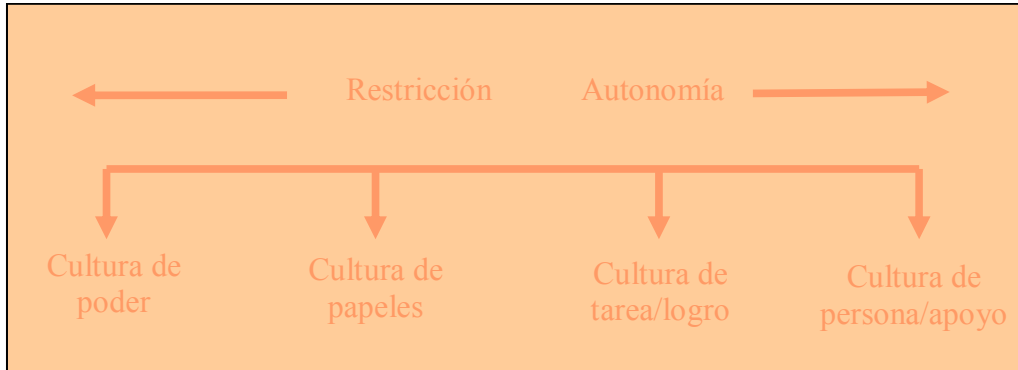 Restricción Autonomía
Cultura de
poder
Cultura de
papeles
Cultura de
tarea/logro
Cultura de
persona/apoyo